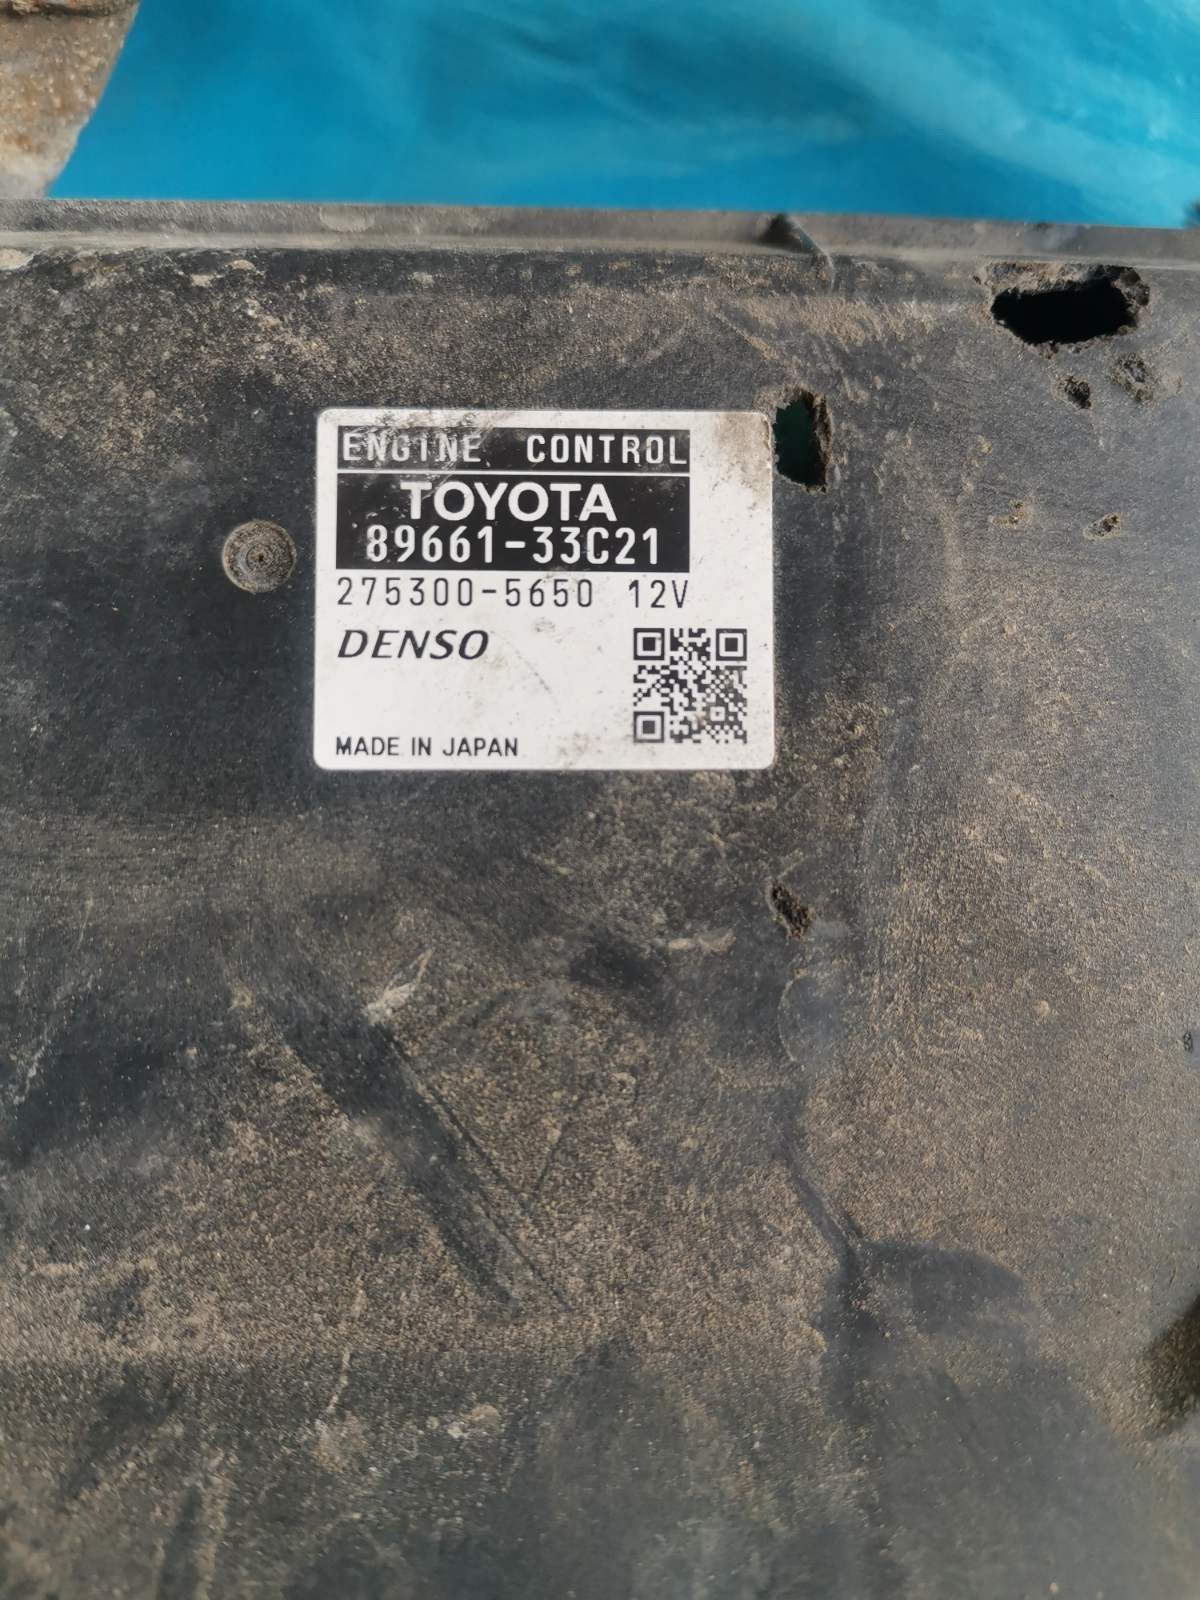 ENGINE CONTROL
TOYOTA
89661-33C21
275300-5650 12V
DENSO
MADE IN JAPAN